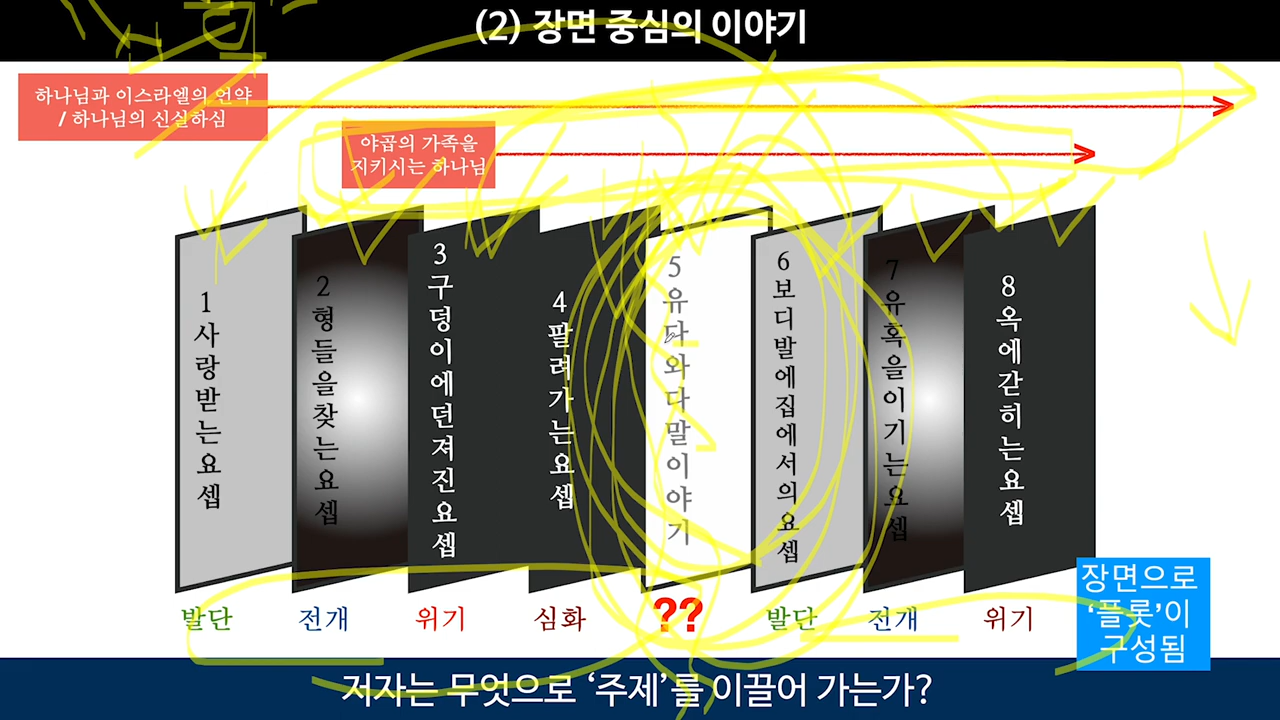 (2) 장면 중심의 이야기
하나님과 이스라엘의 언약
/ 하나님의 신실하심
야곱의 가족을
지키시는 하나님
1사랑받는요셉
2형들을찾는요셉
3구덩이에던져진요셉
4팔려가는요셉
5유다와다말이야기
6보디발에집에서의요셉
7유혹을이기는요셉
8옥에갇히는요셉
발단
전개
위기
심화
??
발단
전개
위기
장면으로
‘플롯’이
구성됨
저자는 무엇으로 ‘주제’를 이끌어 가는가?